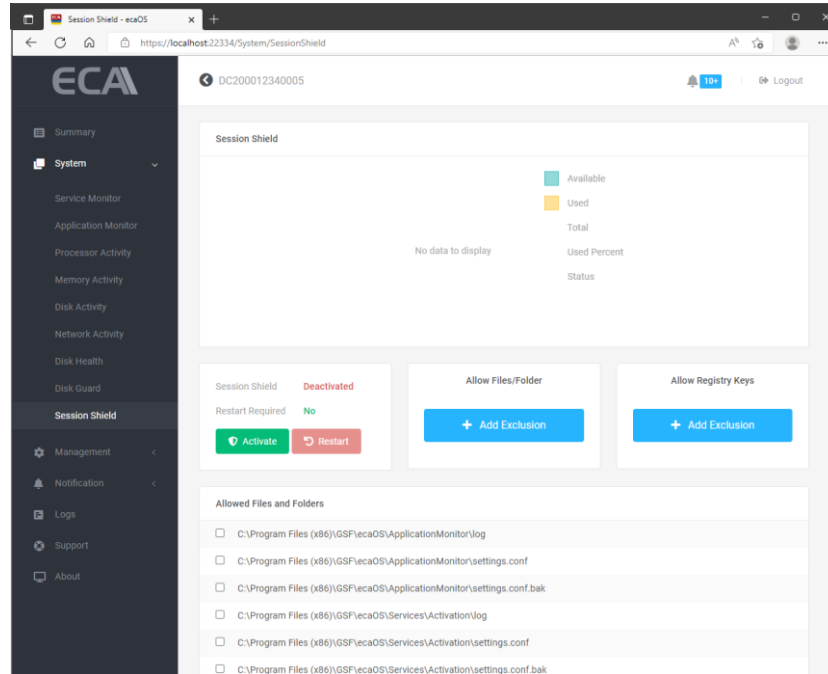 Session Shield - ecaOS
https://localhost:22334/System/SessionShield
ECA
DC200012340005
10+
Logout
Summary
System
Service Monitor
Application Monitor
Processor Activity
Memory Activity
Disk Activity
Network Activity
Disk Health
Disk Guard
Session Shield
Management
Notification
Logs
Support
About
Session Shield
No data to display
Available
Used
Total
Used Percent
Status
Session Shield Deactivated
Restart Required No
Activate Restart
Allow Files/Folder
+ Add Exclusion
Allow Registry Keys
+ Add Exclusion
Allowed Files and Folders
C:\Program Files (x86)\GSF\ecaOS\ApplicationMonitor\log
C:\Program Files (x86)\GSF\ecaOS\ApplicationMonitor\settings.conf
C:\Program Files (x86)\GSF\ecaOS\ApplicationMonitor\settings.conf.bak
C:\Program Files (x86)\GSF\ecaOS\Services\Activation\log
C:\Program Files (x86)\GSF\ecaOS\Services\Activation\settings.conf
C:\Program Files (x86)\GSF\ecaOS\Services\Activation\settings.conf.bak